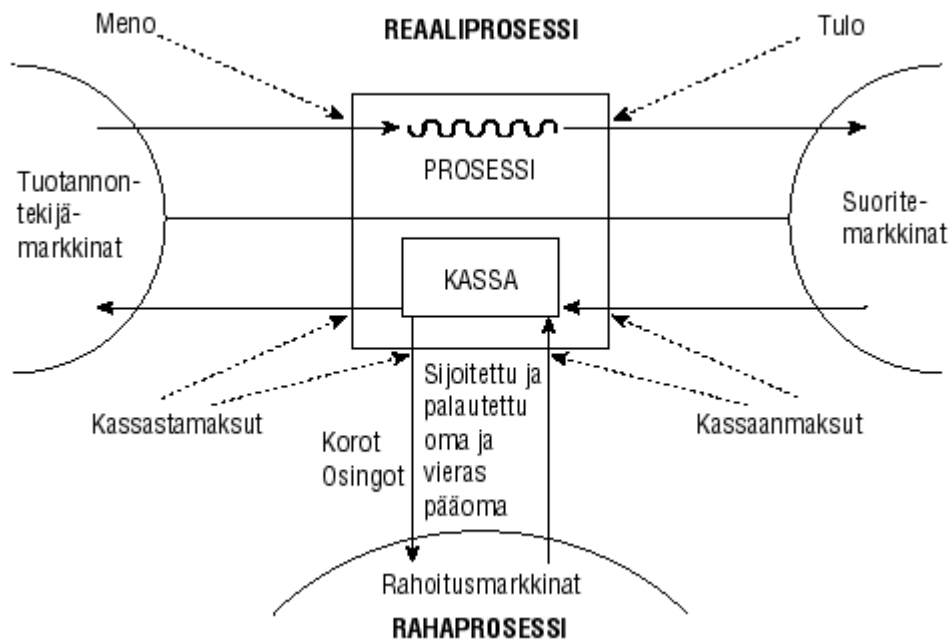 Meno
REAALIPROSESSI
Tulo
PROSESSI
Tuotannon-
tekijä-
markkinat
Suorite-
markkinat
KASSA
Kassastamaksut
Korot
Osingot
Sijoitettu ja
palautettu
oma ja
vieras
pääoma
Kassaanmaksut
Rahoitusmarkkinat
RAHAPROSESSI